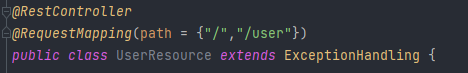 @RestController
@RequestMapping(path = {"/","/user"})
public class UserResource extends ExceptionHandling {